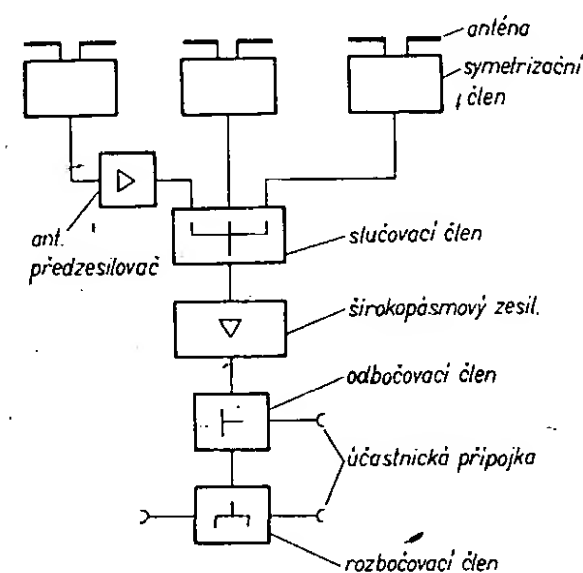 anténa
symetrizační
člen
ant.
předzesilovač
slučovací člen
širokopásmový zesil.
odbočovací člen
účastnická přípojka
rozbočovací člen